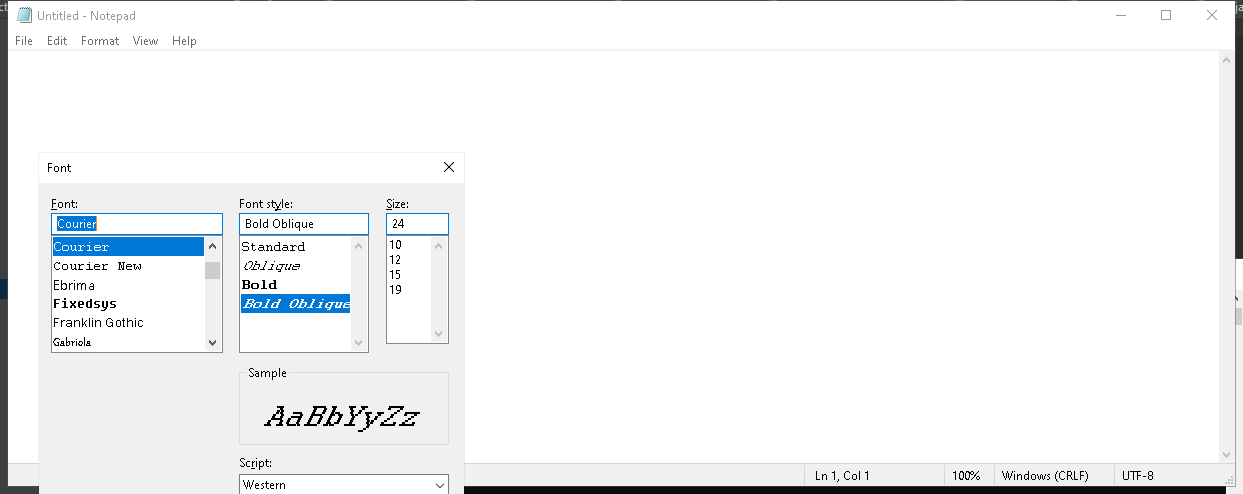 Untitled - Notepad
File Edit Format View Help
Font
Font: Font style: Size:
Courier Bold Oblique 24
Courier Standard 10
Courier New Oblique 12
Ebrima Bold 15
Fixedsys Bold Oblique 19
Franklin Gothic
Gabriola
Sample
AaBbYyZz
Script:
Western
Ln 1, Col 1 100% Windows (CRLF) UTF-8